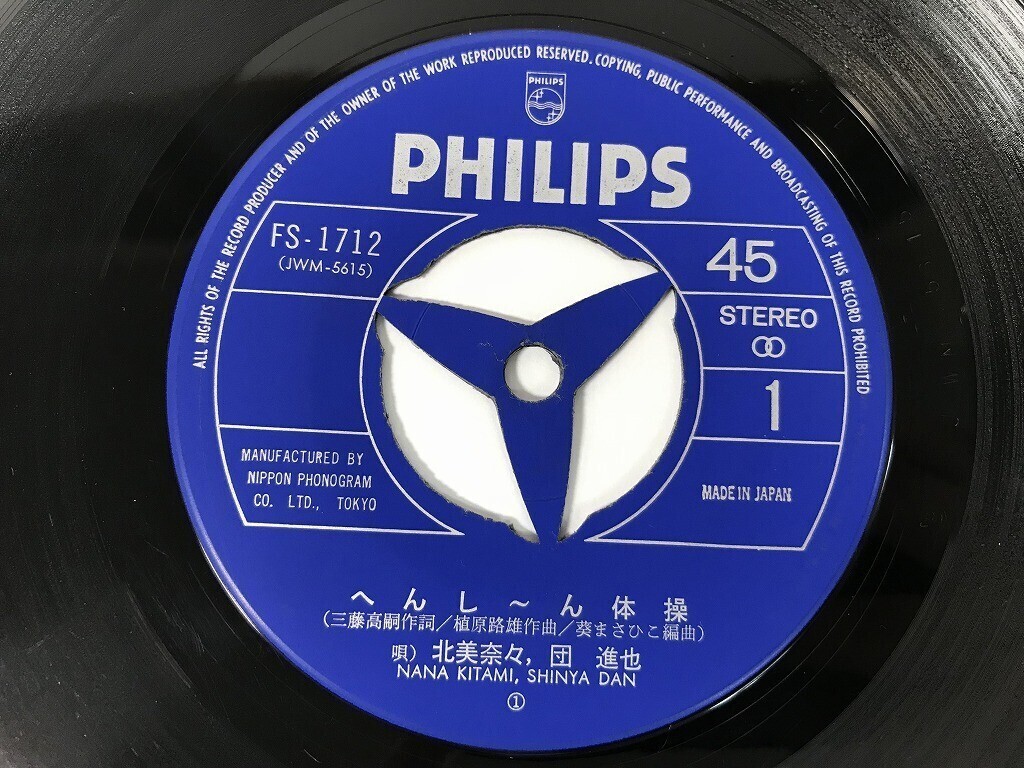 ALL RIGHTS OF THE RECORD PRODUCER AND OF THE OWNER OF THE WORK REPRODUCED RESERVED. COPYING, PUBLIC PERFORMANCE AND BROADCASTING OF THIS RECORD PROHIBITED
PHILIPS
PHILIPS
FS-1712
(JWM-5615)
45
STEREO
1
MANUFACTURED BY
NIPPON PHONOGRAM
CO. LTD., TOKYO
MADE IN JAPAN
へんし~ん体操
(三藤高嗣作詞/植原路雄作曲/葵まさひこ編曲)
唄) 北美奈々, 団 進也
NANA KITAMI, SHINYA DAN
①